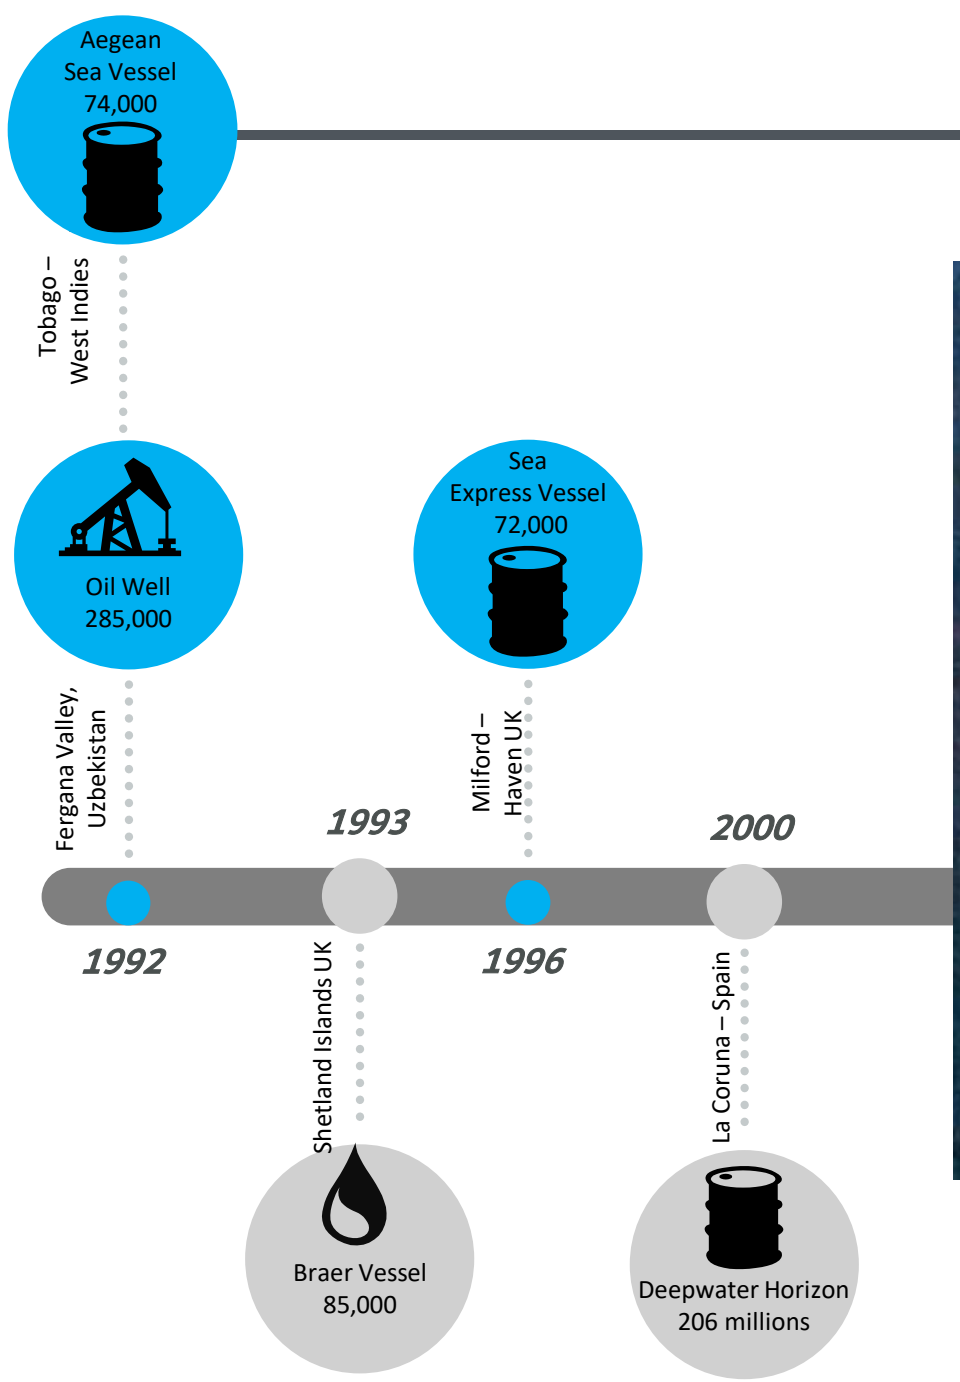 Aegean
Sea Vessel
74,000
Tobago –
West Indies
Oil Well
285,000
Sea
Express Vessel
72,000
Fergana Valley,
Uzbekistan
Milford –
Haven UK
1993
2000
1992
1996
Shetland Islands UK
La Coruna – Spain
Braer Vessel
85,000
Deepwater Horizon
206 millions